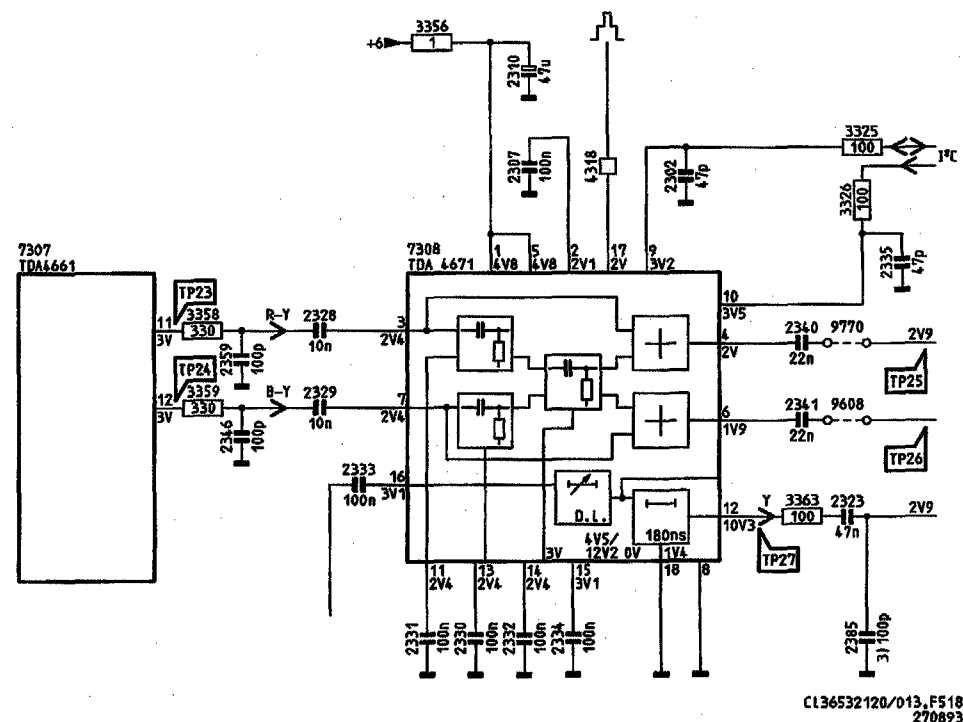 3356
+6
1
2310
47u
2307
100n
4318
2302
47p
3325
100
I²C
3326
100
2335
47p
7307
TDA4661
7308
TDA 4671
1
4V8
5
4V8
2
2V1
17
2V
9
3V2
10
3V5
TP23
11
3V
3358
330
2359
100p
R-Y
2328
10n
3
2V4
4
2V
2340
22n
9770
2V9
TP25
TP24
12
3V
3359
330
2346
100p
B-Y
2329
10n
7
2V4
6
1V9
2341
22n
9608
TP26
2333
100n
16
3V1
D.L.
180ns
12
10V3
Y
3363
100
2323
47n
2V9
TP27
3V
4V5/
12V2
0V
1V4
11
2V4
13
2V4
14
2V4
15
3V1
18
8
2331
100n
2330
100n
2332
100n
2334
100n
2385
3) 100p
CL36532120/013.F518
270893